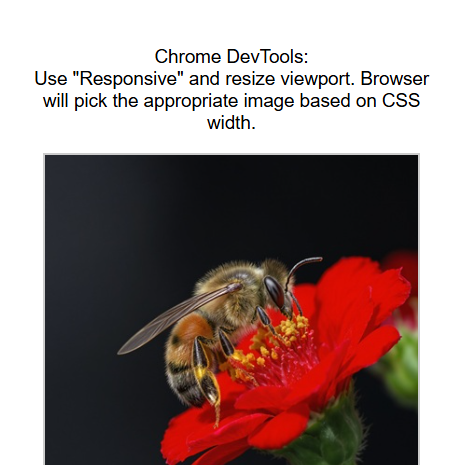 Chrome DevTools:
Use "Responsive" and resize viewport. Browser
will pick the appropriate image based on CSS
width.